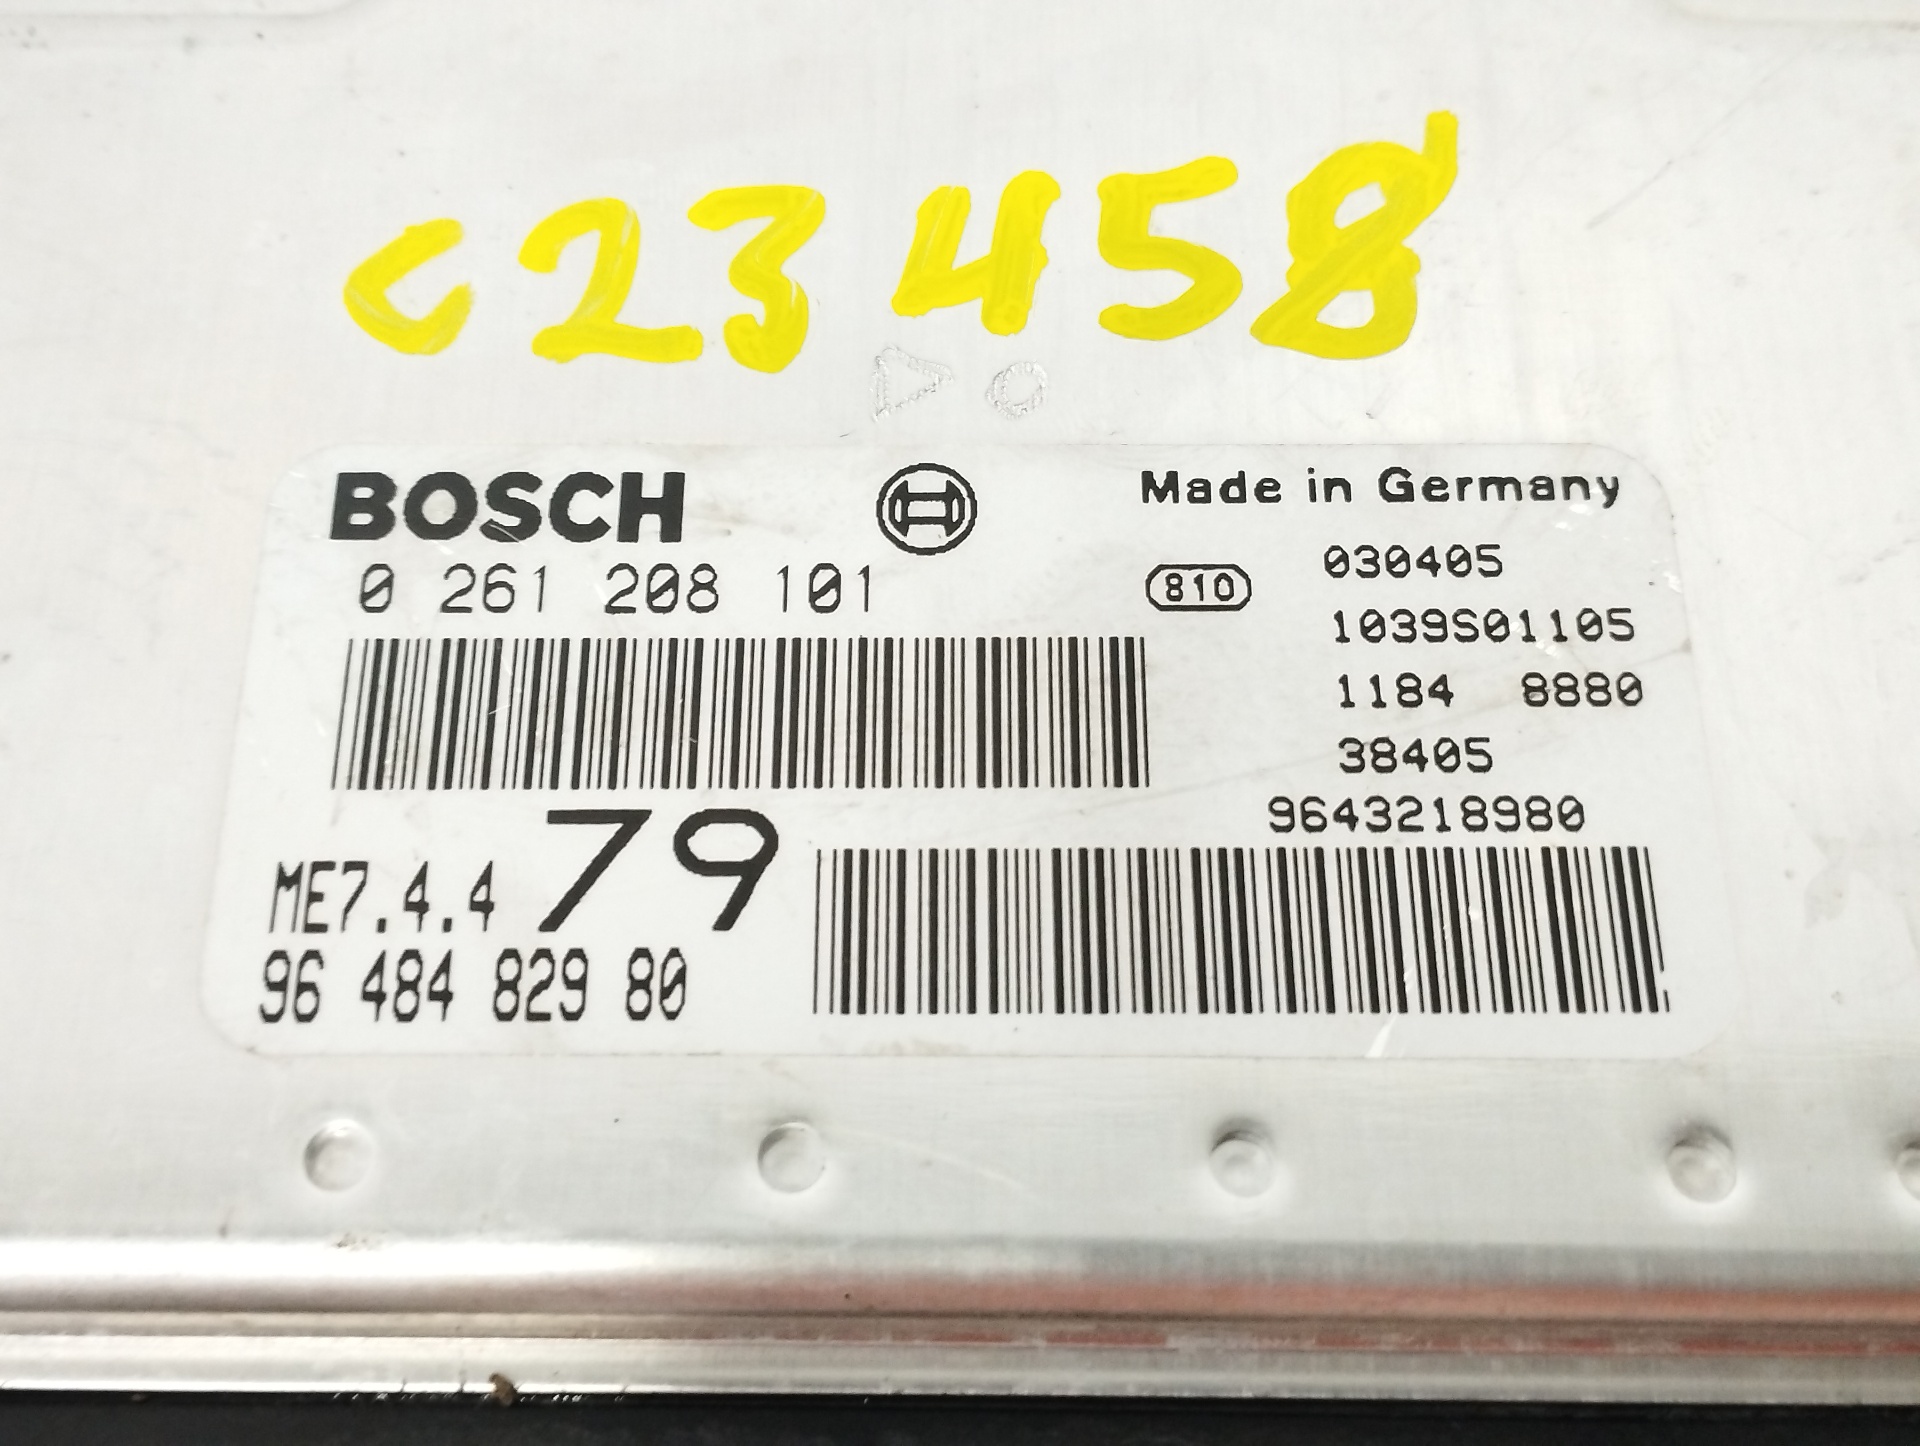 C23458
BOSCH
Made in Germany
0 261 208 101
810
030405
1039S01105
1184 8880
38405
9643218980
ME7.4.4 79
96 484 829 80